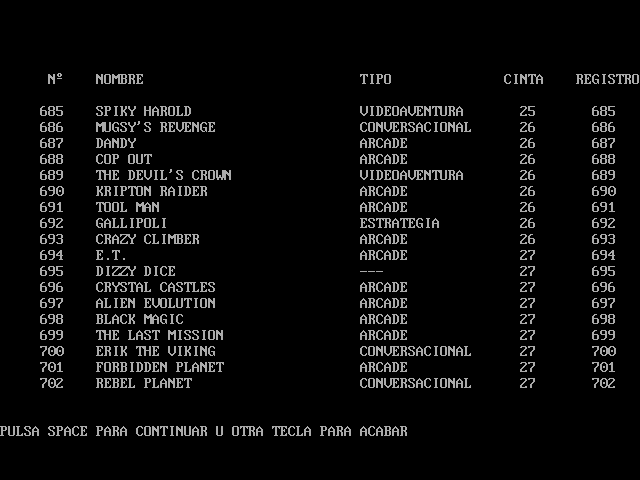 Nº NOMBRE TIPO CINTA REGISTRO
685 SPIKY HAROLD VIDEOAVENTURA 25 685
686 MUGSY'S REVENGE CONVERSACIONAL 26 686
687 DANDY ARCADE 26 687
688 COP OUT ARCADE 26 688
689 THE DEVIL'S CROWN VIDEOAVENTURA 26 689
690 KRIPTON RAIDER ARCADE 26 690
691 TOOL MAN ARCADE 26 691
692 GALLIPOLI ESTRATEGIA 26 692
693 CRAZY CLIMBER ARCADE 26 693
694 E.T. ARCADE 27 694
695 DIZZY DICE --- 27 695
696 CRYSTAL CASTLES ARCADE 27 696
697 ALIEN EVOLUTION ARCADE 27 697
698 BLACK MAGIC ARCADE 27 698
699 THE LAST MISSION ARCADE 27 699
700 ERIK THE VIKING CONVERSACIONAL 27 700
701 FORBIDDEN PLANET ARCADE 27 701
702 REBEL PLANET CONVERSACIONAL 27 702
PULSA SPACE PARA CONTINUAR U OTRA TECLA PARA ACABAR